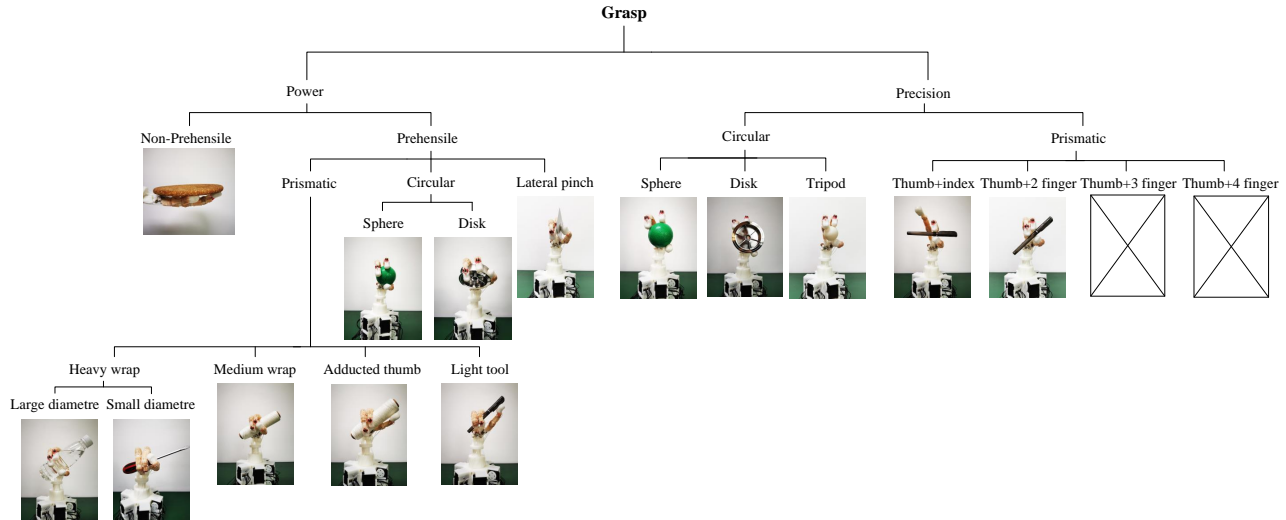 Grasp
Power
Precision
Non-Prehensile
Prehensile
Circular
Prismatic
Prismatic
Circular
Lateral pinch
Sphere
Disk
Tripod
Thumb+index
Thumb+2 finger
Thumb+3 finger
Thumb+4 finger
Sphere
Disk
Heavy wrap
Medium wrap
Adducted thumb
Light tool
Large diametre
Small diametre